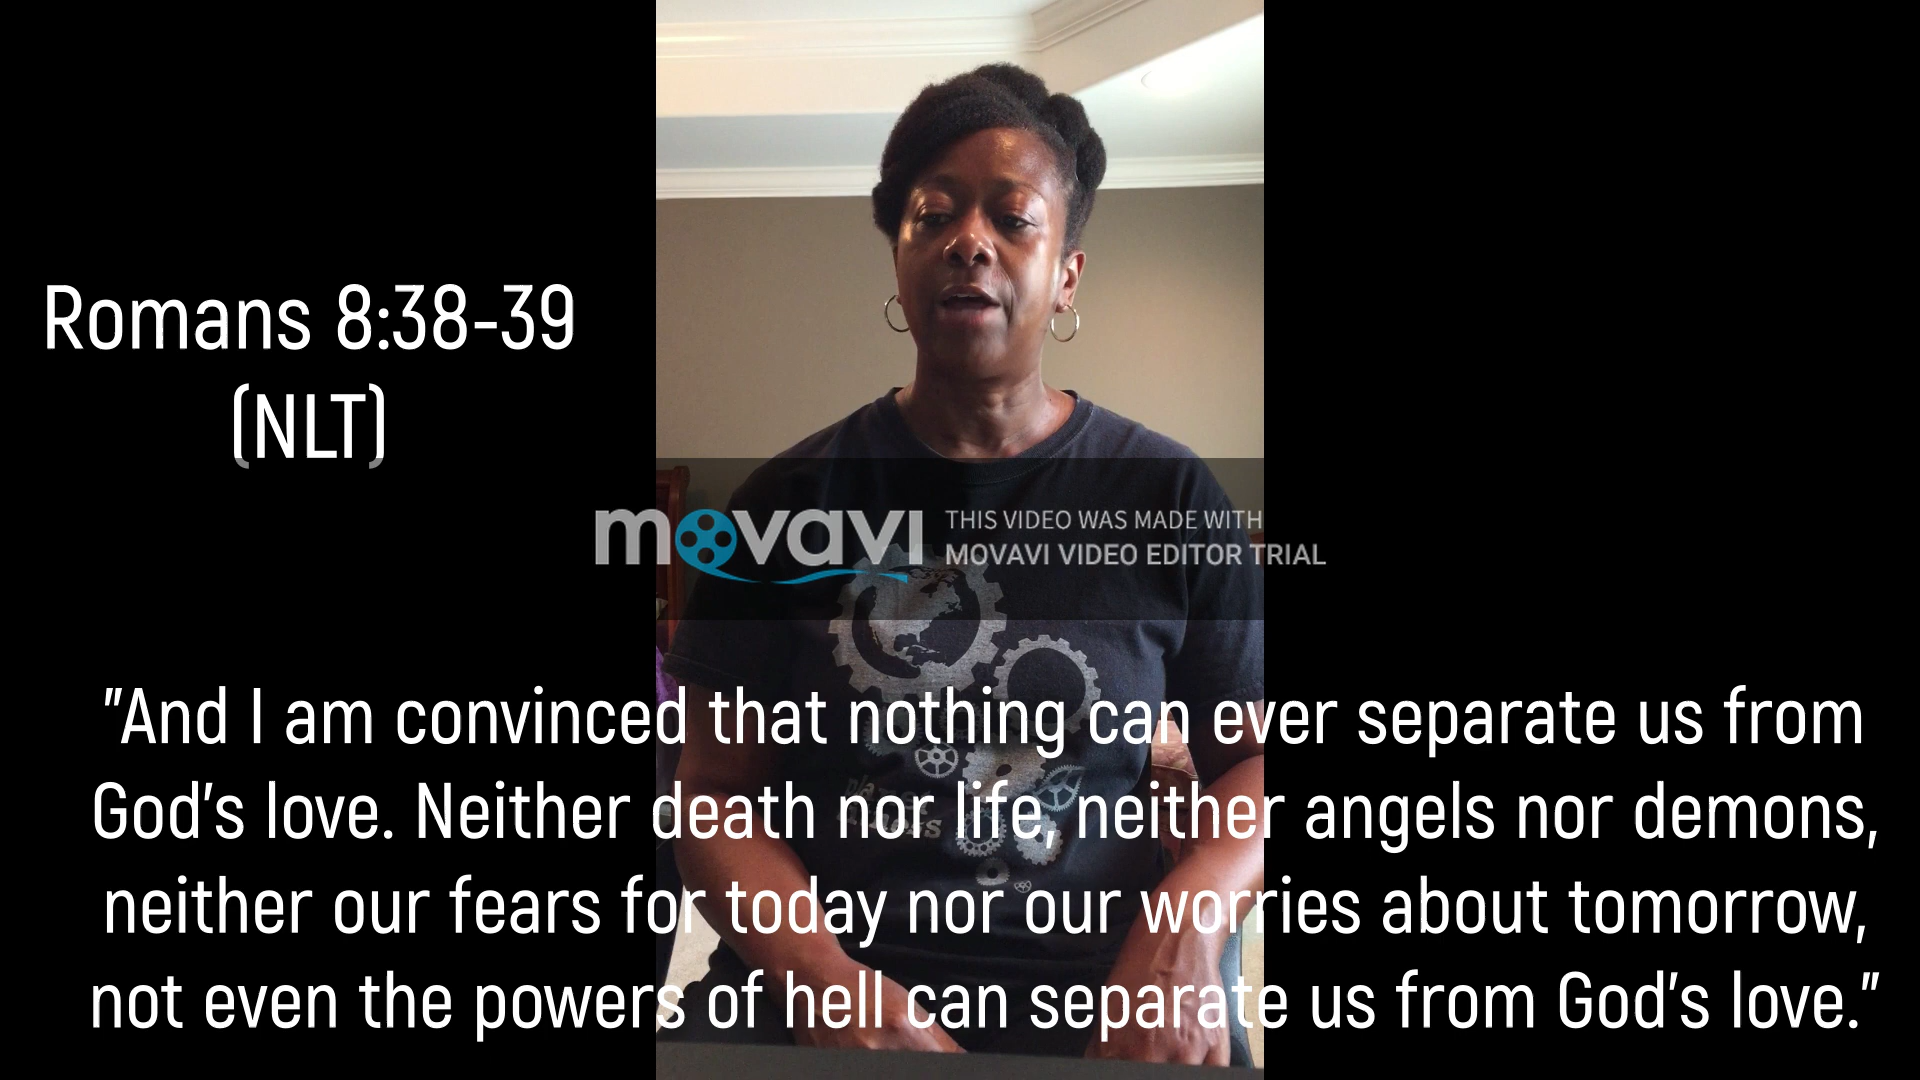 Romans 8:38-39
(NLT)
movavi
THIS VIDEO WAS MADE WITH
MOVAVI VIDEO EDITOR TRIAL
"And I am convinced that nothing can ever separate us from
God's love. Neither death nor life, neither angels nor demons,
neither our fears for today nor our worries about tomorrow,
not even the powers of hell can separate us from God's love."